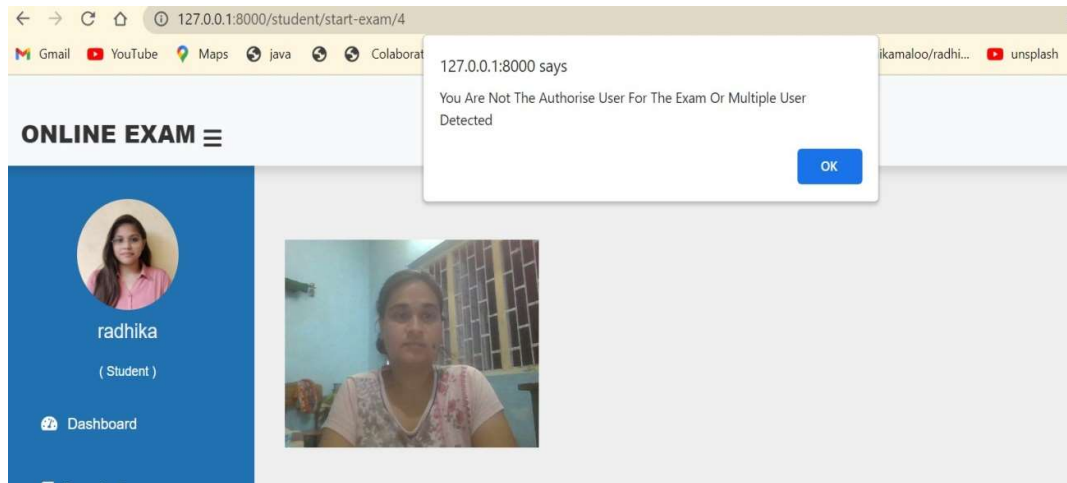 127.0.0.1:8000/student/start-exam/4
Gmail YouTube Maps java Colaborat ikamaloo/radhi... unsplash
127.0.0.1:8000 says
You Are Not The Authorise User For The Exam Or Multiple User
Detected
OK
ONLINE EXAM
radhika
( Student )
Dashboard